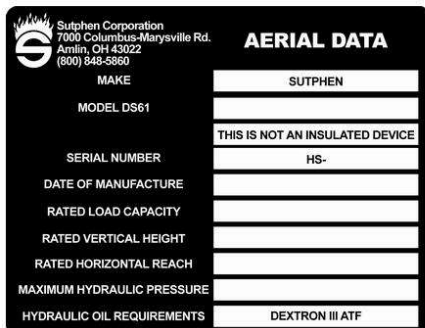 Sutphen Corporation
7000 Columbus-Marysville Rd.
Amlin, OH 43022
(800) 848-5860
AERIAL DATA
MAKE SUTPHEN
MODEL DS61
THIS IS NOT AN INSULATED DEVICE
SERIAL NUMBER HS-
DATE OF MANUFACTURE
RATED LOAD CAPACITY
RATED VERTICAL HEIGHT
RATED HORIZONTAL REACH
MAXIMUM HYDRAULIC PRESSURE
HYDRAULIC OIL REQUIREMENTS DEXTRON III ATF